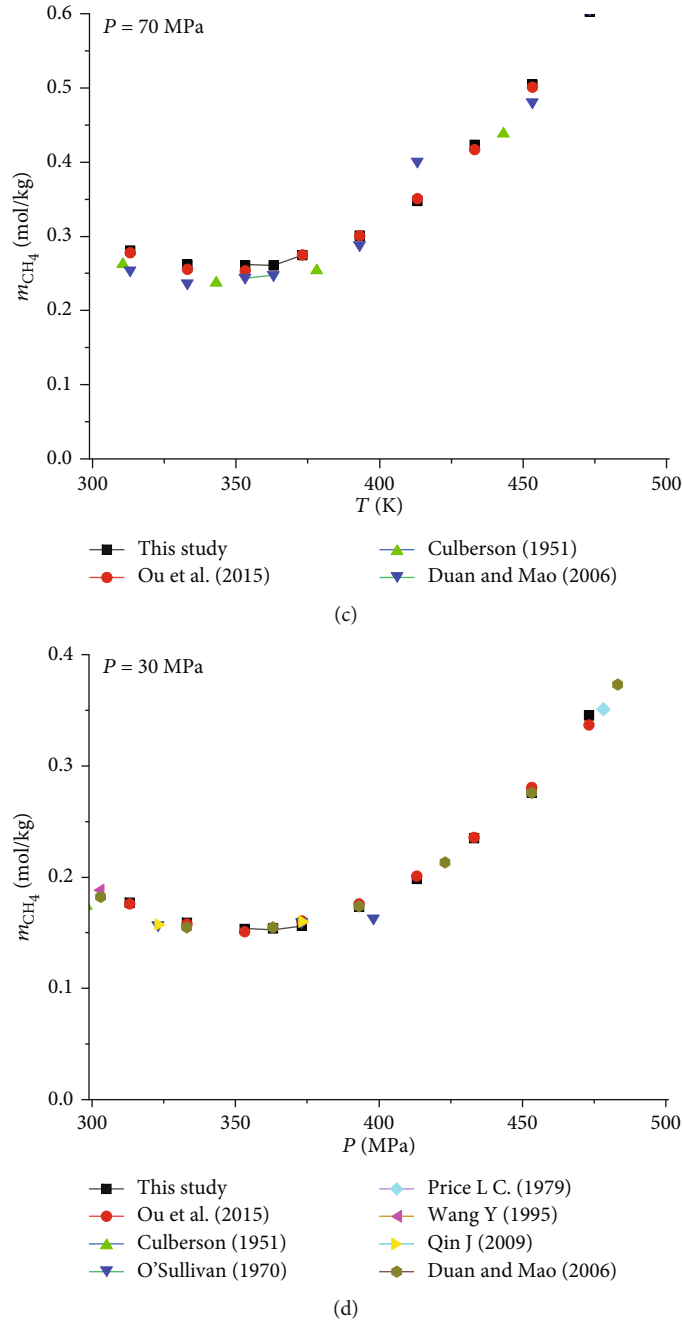 0.6
P = 70 MPa
0.5
0.4
0.3
0.2
0.1
0.0
mCH4 (mol/kg)
300 350 400 450 500
T (K)
This study Culberson (1951)
Ou et al. (2015) Duan and Mao (2006)
(c)
0.4
P = 30 MPa
0.3
0.2
0.1
0.0
mCH4 (mol/kg)
300 350 400 450 500
P (MPa)
This study Price L C. (1979)
Ou et al. (2015) Wang Y (1995)
Culberson (1951) Qin J (2009)
O'Sullivan (1970) Duan and Mao (2006)
(d)